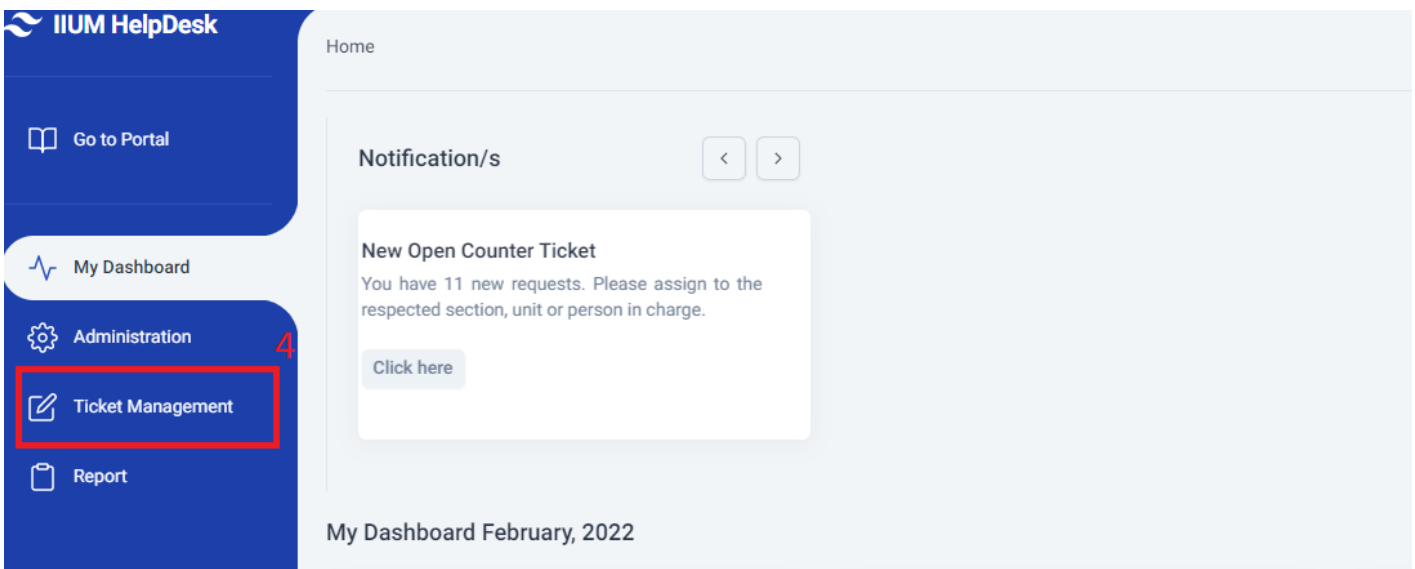 IIUM HelpDesk
Home
Go to Portal
Notification/s
New Open Counter Ticket
My Dashboard
You have 11 new requests. Please assign to the
respected section, unit or person in charge.
Administration
4
Click here
Ticket Management
Report
My Dashboard February, 2022